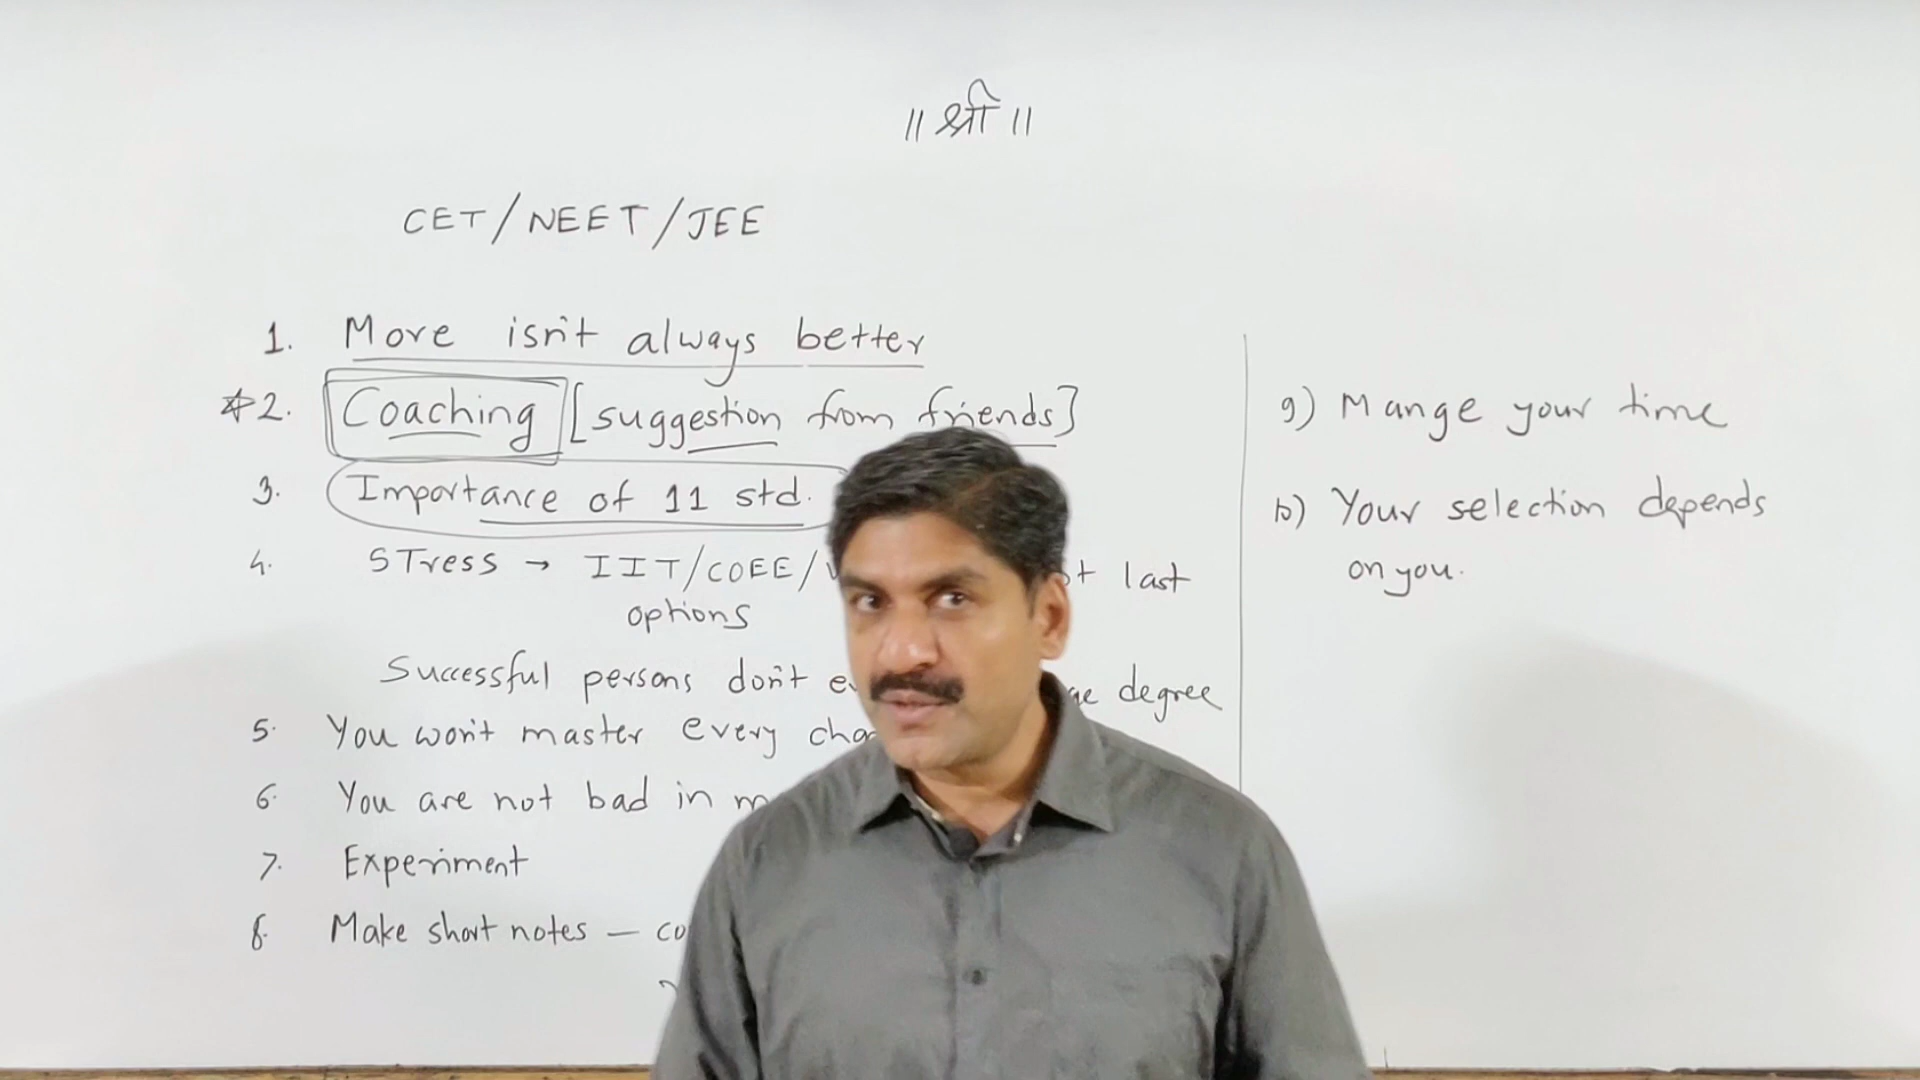 ॥ श्री ॥
CET/NEET/JEE
1. More isn't always better
2. Coaching [suggestion from friends]
3. Importance of 11 std.
4. STress → IIT/COEE/ last
options
Successful persons don't degree
5. You won't master every
6. You are not bad in
7. Experiment
8. Make short notes —
9) Mange your time
10) Your selection depends
on you.